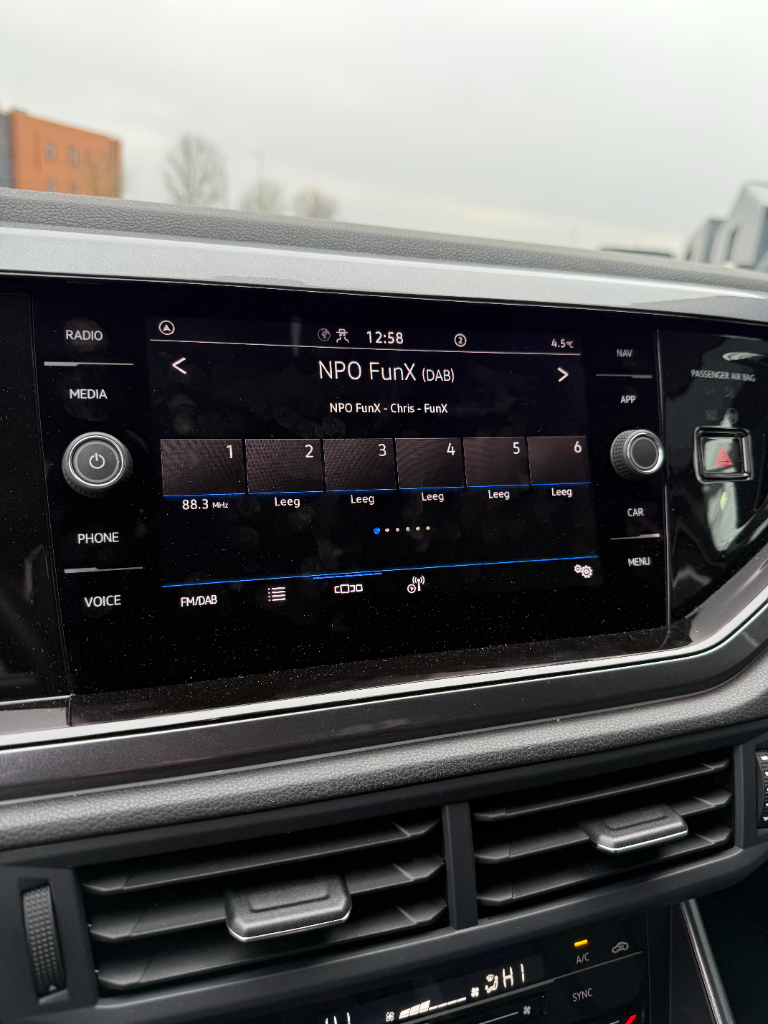 RADIO
MEDIA
PHONE
VOICE
12:58
2
4.5°C
< NPO FunX (DAB) >
NPO FunX - Chris - FunX
1 2 3 4 5 6
88.3 MHz Leeg Leeg Leeg Leeg Leeg
FM/DAB
NAV
APP
CAR
MENU
PASSENGER AIR BAG
A/C
HI
SYNC